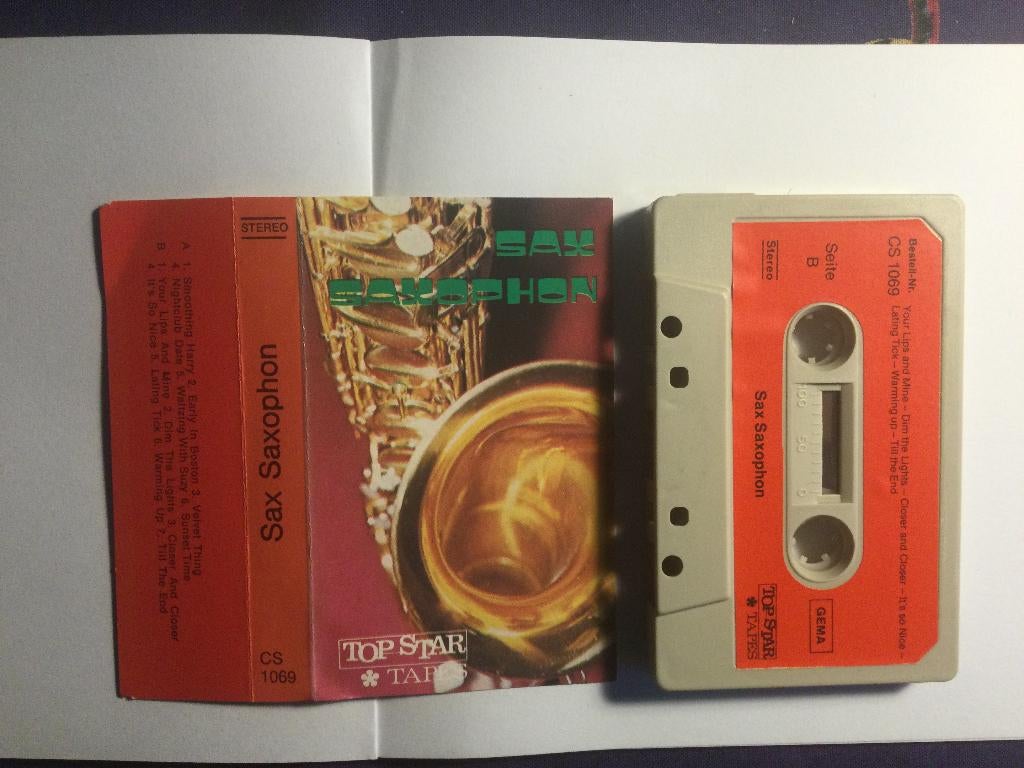 A 1. Smoothing Harry 2. Early In Boston 3. Velvet Thing
4. Nightclub Date 5. Waltzing With Suzy 6. Sunset Time
B 1. Your Lips And Mine 2. Dim The Lights 3. Closer And Closer
4. It's So Nice 5. Lating Tick 6. Warming Up 7. Till The End
STEREO
Sax Saxophon
CS
1069
SAX
SAXOPHON
TOP STAR
TAPES
Bestell-Nr.
CS 1069
Your Lips and Mine – Dim the Lights – Closer and Closer – It's so Nice –
Lating Tick – Warming up – Till the End
Seite
B
Stereo
100 50 0
Sax Saxophon
GEMA
TOP STAR
TAPES